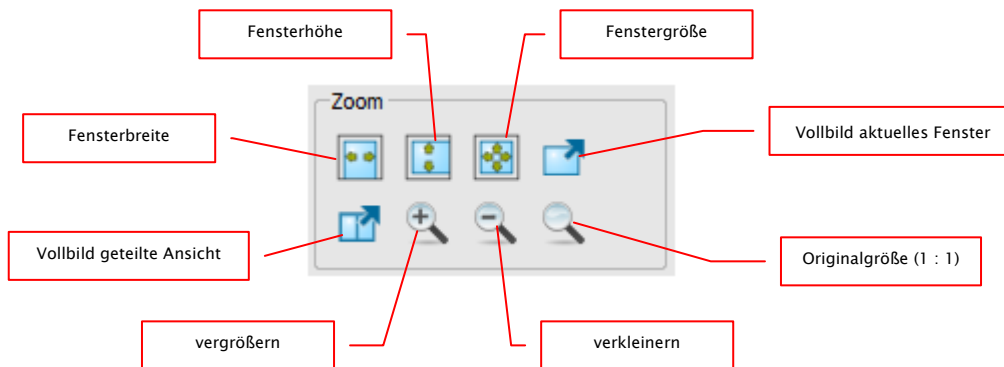 Fensterhöhe
Fenstergröße
Zoom
Fensterbreite
Vollbild aktuelles Fenster
Vollbild geteilte Ansicht
Originalgröße (1 : 1)
vergrößern
verkleinern